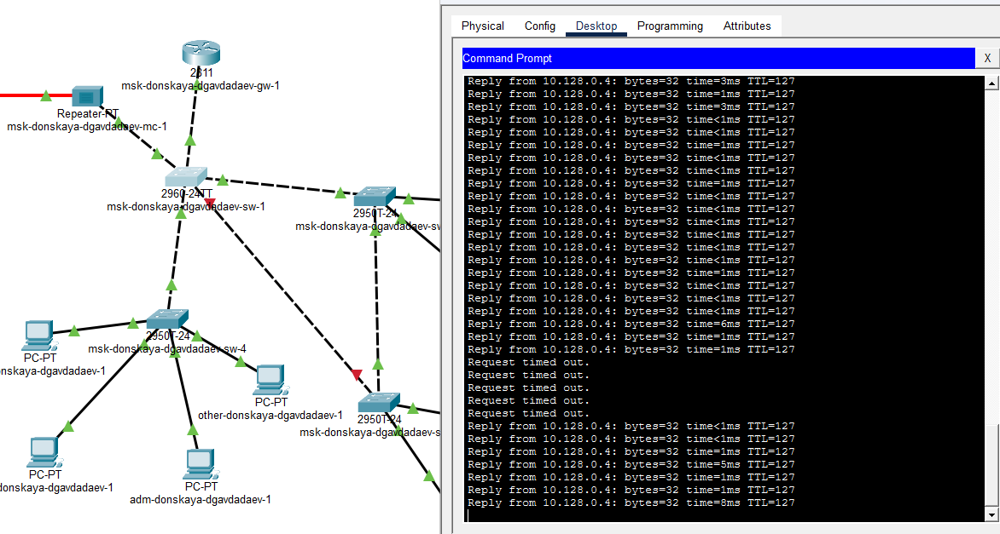 2811
msk-donskaya-dgavdadaev-gw-1
Repeater-PT
msk-donskaya-dgavdadaev-mc-1
2960-24TT
msk-donskaya-dgavdadaev-sw-1
2950T-24
msk-donskaya-dgavdadaev-sw
2950T-24
msk-donskaya-dgavdadaev-sw-4
PC-PT
nskaya-dgavdadaev-1
PC-PT
other-donskaya-dgavdadaev-1
2950T-24
msk-donskaya-dgavdadaev-s
PC-PT
donskaya-dgavdadaev-1
PC-PT
adm-donskaya-dgavdadaev-1
Physical Config Desktop Programming Attributes
Command Prompt X
Reply from 10.128.0.4: bytes=32 time=3ms TTL=127
Reply from 10.128.0.4: bytes=32 time=1ms TTL=127
Reply from 10.128.0.4: bytes=32 time=3ms TTL=127
Reply from 10.128.0.4: bytes=32 time<1ms TTL=127
Reply from 10.128.0.4: bytes=32 time<1ms TTL=127
Reply from 10.128.0.4: bytes=32 time=1ms TTL=127
Reply from 10.128.0.4: bytes=32 time<1ms TTL=127
Reply from 10.128.0.4: bytes=32 time<1ms TTL=127
Reply from 10.128.0.4: bytes=32 time=1ms TTL=127
Reply from 10.128.0.4: bytes=32 time<1ms TTL=127
Reply from 10.128.0.4: bytes=32 time<1ms TTL=127
Reply from 10.128.0.4: bytes=32 time<1ms TTL=127
Reply from 10.128.0.4: bytes=32 time<1ms TTL=127
Reply from 10.128.0.4: bytes=32 time<1ms TTL=127
Reply from 10.128.0.4: bytes=32 time<1ms TTL=127
Reply from 10.128.0.4: bytes=32 time=1ms TTL=127
Reply from 10.128.0.4: bytes=32 time<1ms TTL=127
Reply from 10.128.0.4: bytes=32 time<1ms TTL=127
Reply from 10.128.0.4: bytes=32 time<1ms TTL=127
Reply from 10.128.0.4: bytes=32 time=6ms TTL=127
Reply from 10.128.0.4: bytes=32 time=1ms TTL=127
Reply from 10.128.0.4: bytes=32 time=1ms TTL=127
Request timed out.
Request timed out.
Request timed out.
Request timed out.
Request timed out.
Reply from 10.128.0.4: bytes=32 time<1ms TTL=127
Reply from 10.128.0.4: bytes=32 time<1ms TTL=127
Reply from 10.128.0.4: bytes=32 time=1ms TTL=127
Reply from 10.128.0.4: bytes=32 time=5ms TTL=127
Reply from 10.128.0.4: bytes=32 time=1ms TTL=127
Reply from 10.128.0.4: bytes=32 time=1ms TTL=127
Reply from 10.128.0.4: bytes=32 time=8ms TTL=127